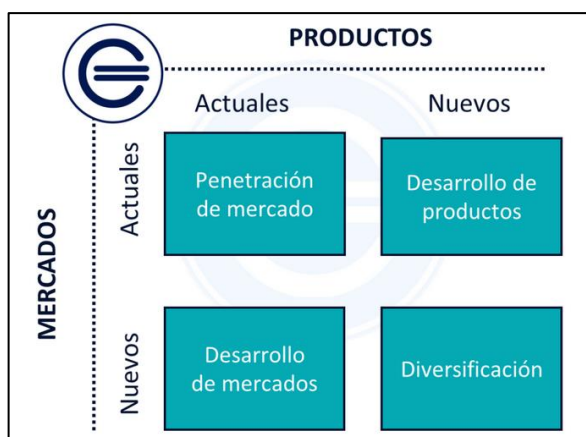 PRODUCTOS
Actuales
Nuevos
MERCADOS
Actuales
Penetración
de mercado
Desarrollo de
productos
Nuevos
Desarrollo
de mercados
Diversificación